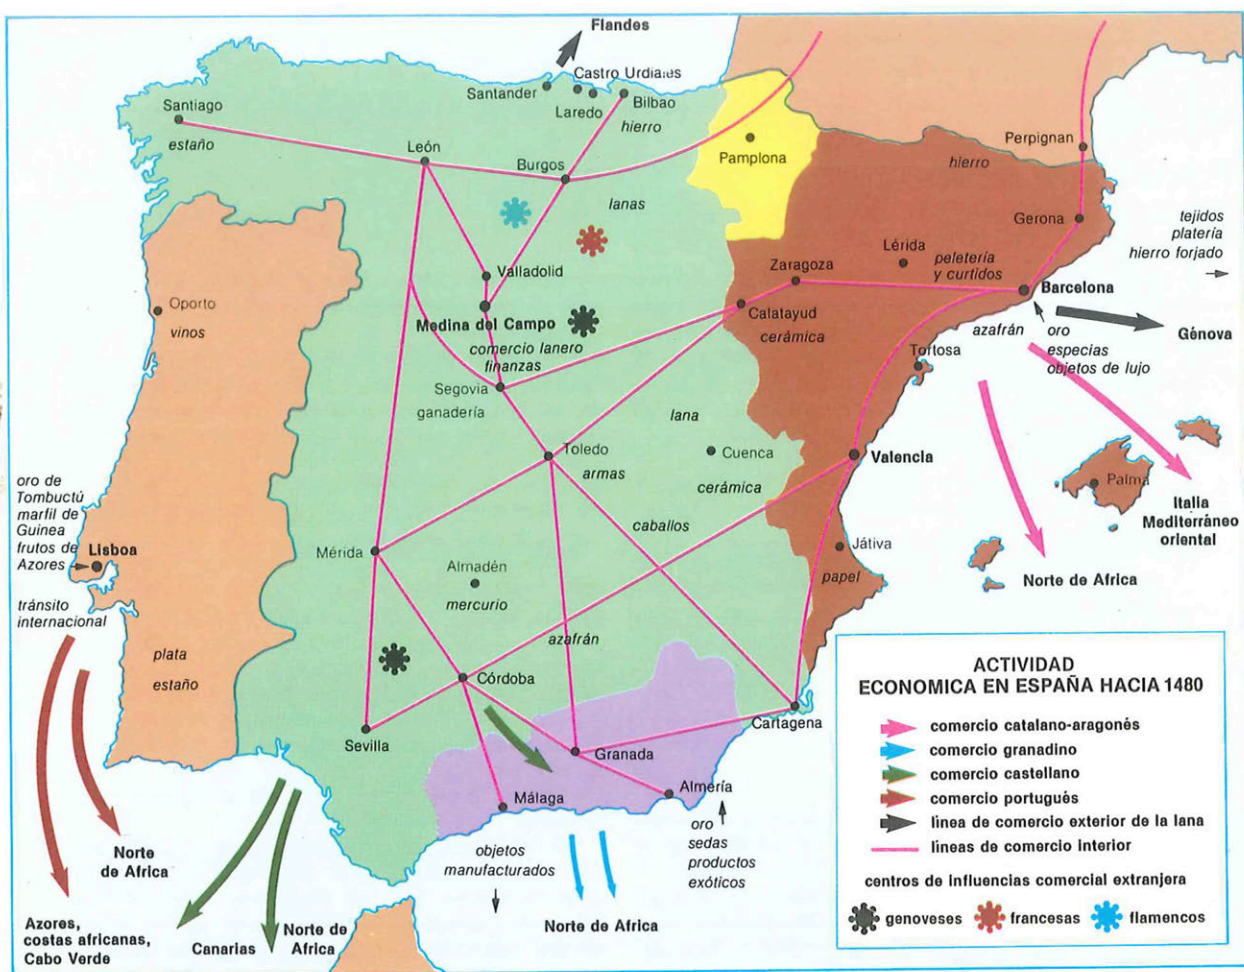 Flandes
Castro Urdiales
Santander
Laredo
Bilbao
hierro
Santiago
estaño
León
Burgos
Pamplona
Perpignan
hierro
lanas
Gerona
tejidos
platería
hierro forjado
Lérida
peletería
y curtidos
Valladolid
Zaragoza
Barcelona
Oporto
vinos
Medina del Campo
comercio lanero
finanzas
Calatayud
cerámica
azafrán
oro
especias
objetos de lujo
Génova
Tortosa
Segovia
ganadería
lana
Toledo
armas
Cuenca
cerámica
Valencia
Palma
Italia
Mediterráneo
oriental
oro de
Tombuctú
marfil de
Guinea
frutos de
Azores
Lisboa
caballos
Mérida
Almadén
mercurio
Játiva
papel
Norte de Africa
tránsito
internacional
plata
estaño
azafrán
Córdoba
Sevilla
Granada
Cartagena
Málaga
Almería
oro
sedas
productos
exóticos
objetos
manufacturados
Norte
de Africa
Azores,
costas africanas,
Cabo Verde
Canarias
Norte de
Africa
Norte de Africa
ACTIVIDAD
ECONOMICA EN ESPAÑA HACIA 1480
comercio catalano-aragonés
comercio granadino
comercio castellano
comercio portugués
línea de comercio exterior de la lana
líneas de comercio interior
centros de influencias comercial extranjera
genoveses
francesas
flamencos